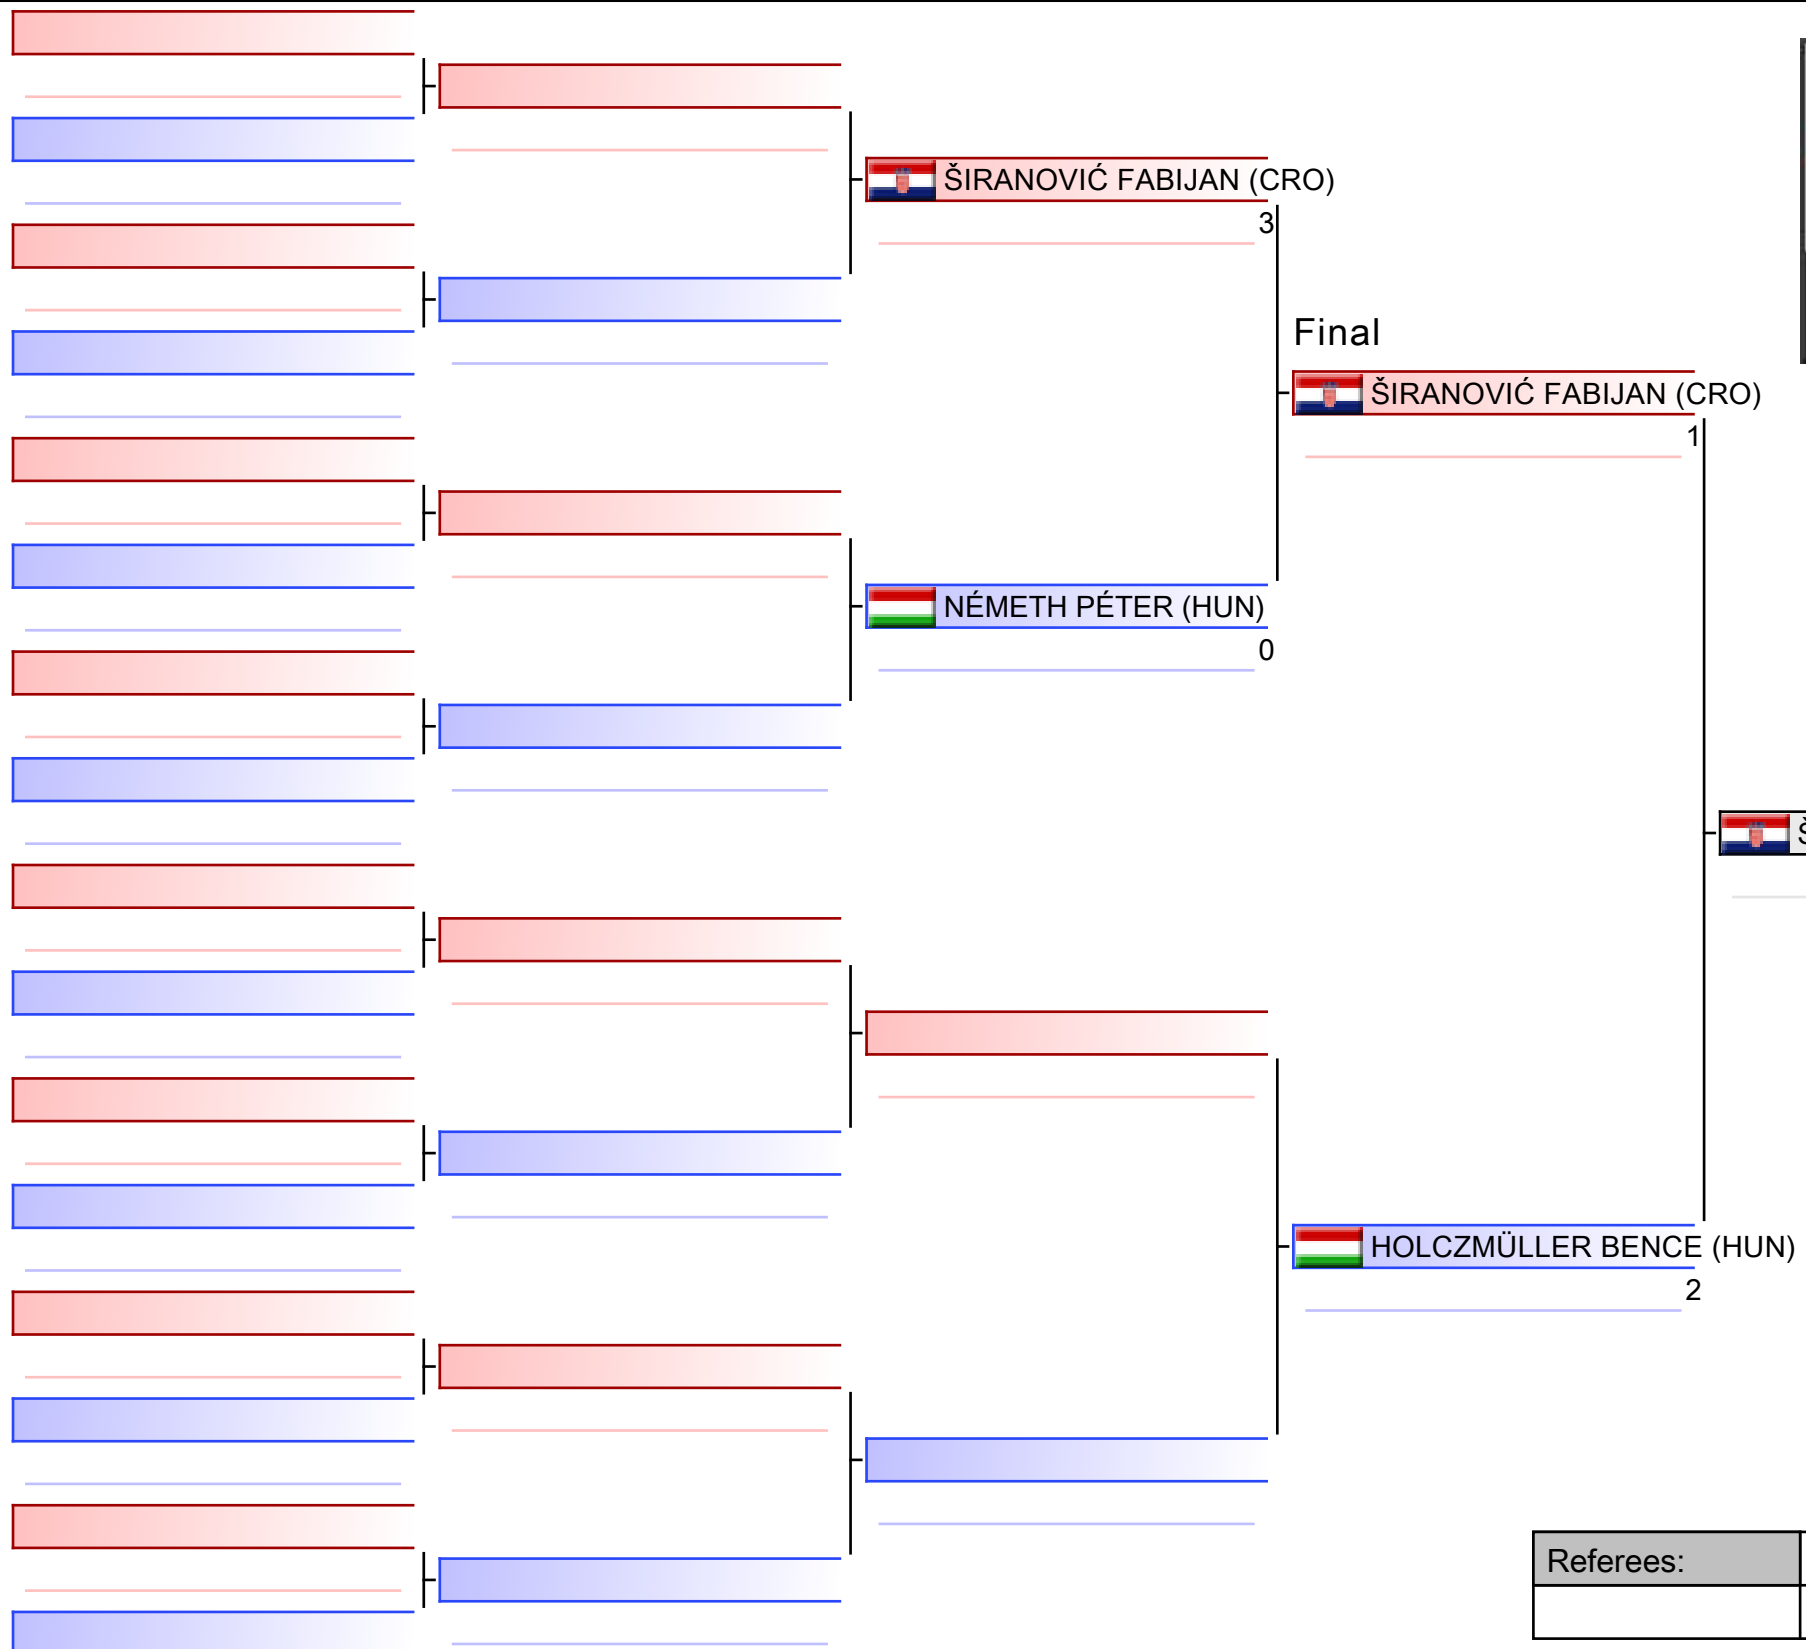 ŠIRANOVIĆ FABIJAN (CRO)
3
Final
ŠIRANOVIĆ FABIJAN (CRO)
1
NÉMETH PÉTER (HUN)
0
HOLCZMÜLLER BENCE (HUN)
2
Referees: